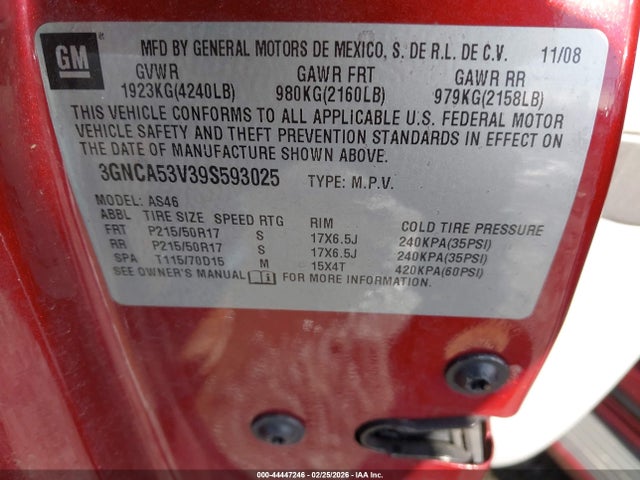 GM
MFD BY GENERAL MOTORS DE MEXICO, S. DE R.L. DE C.V. 11/08
GVWR GAWR FRT GAWR RR
1923KG(4240LB) 980KG(2160LB) 979KG(2158LB)
THIS VEHICLE CONFORMS TO ALL APPLICABLE U.S. FEDERAL MOTOR
VEHICLE SAFETY AND THEFT PREVENTION STANDARDS IN EFFECT ON
THE DATE OF MANUFACTURE SHOWN ABOVE.
3GNCA53V39S593025 TYPE: M.P.V.
MODEL: AS46
ABBL TIRE SIZE SPEED RTG RIM COLD TIRE PRESSURE
FRT P215/50R17 S 17X6.5J 240KPA(35PSI)
RR P215/50R17 S 17X6.5J 240KPA(35PSI)
SPA T115/70D15 M 15X4T 420KPA(60PSI)
SEE OWNER'S MANUAL FOR MORE INFORMATION.
000-44447246 - 02/25/2026 - IAA Inc.